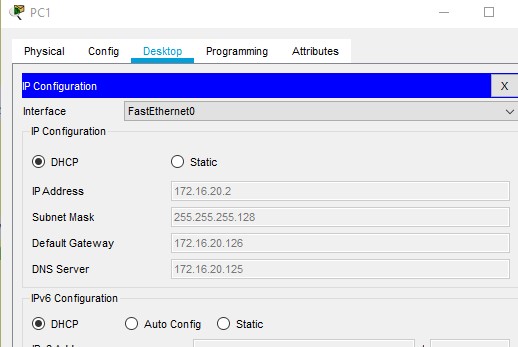 PC1
Physical Config Desktop Programming Attributes
IP Configuration X
Interface FastEthernet0
IP Configuration
DHCP Static
IP Address 172.16.20.2
Subnet Mask 255.255.255.128
Default Gateway 172.16.20.126
DNS Server 172.16.20.125
IPv6 Configuration
DHCP Auto Config Static